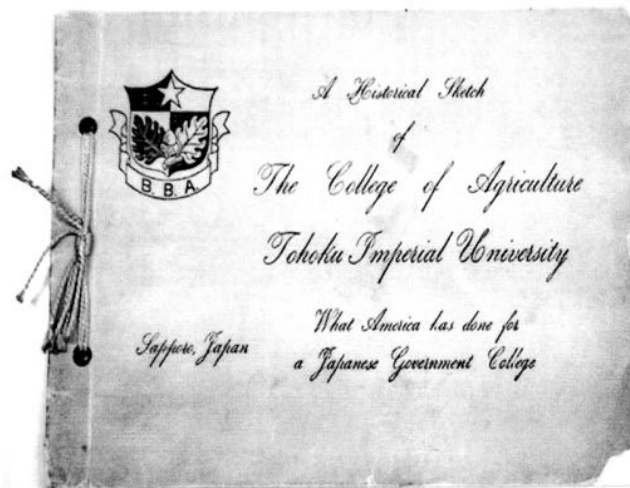 A Historical Sketch
of
The College of Agriculture
Tohoku Imperial University
What America has done for
a Japanese Government College
Sapporo, Japan
B. B. A.